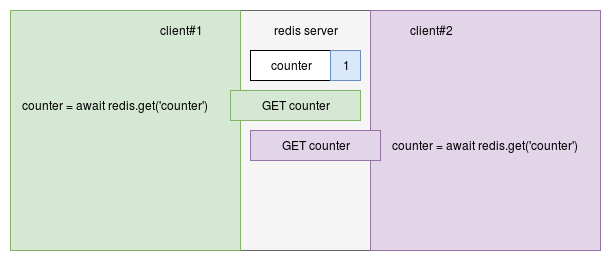 client#1
redis server
client#2
counter
1
counter = await redis.get('counter')
GET counter
GET counter
counter = await redis.get('counter')